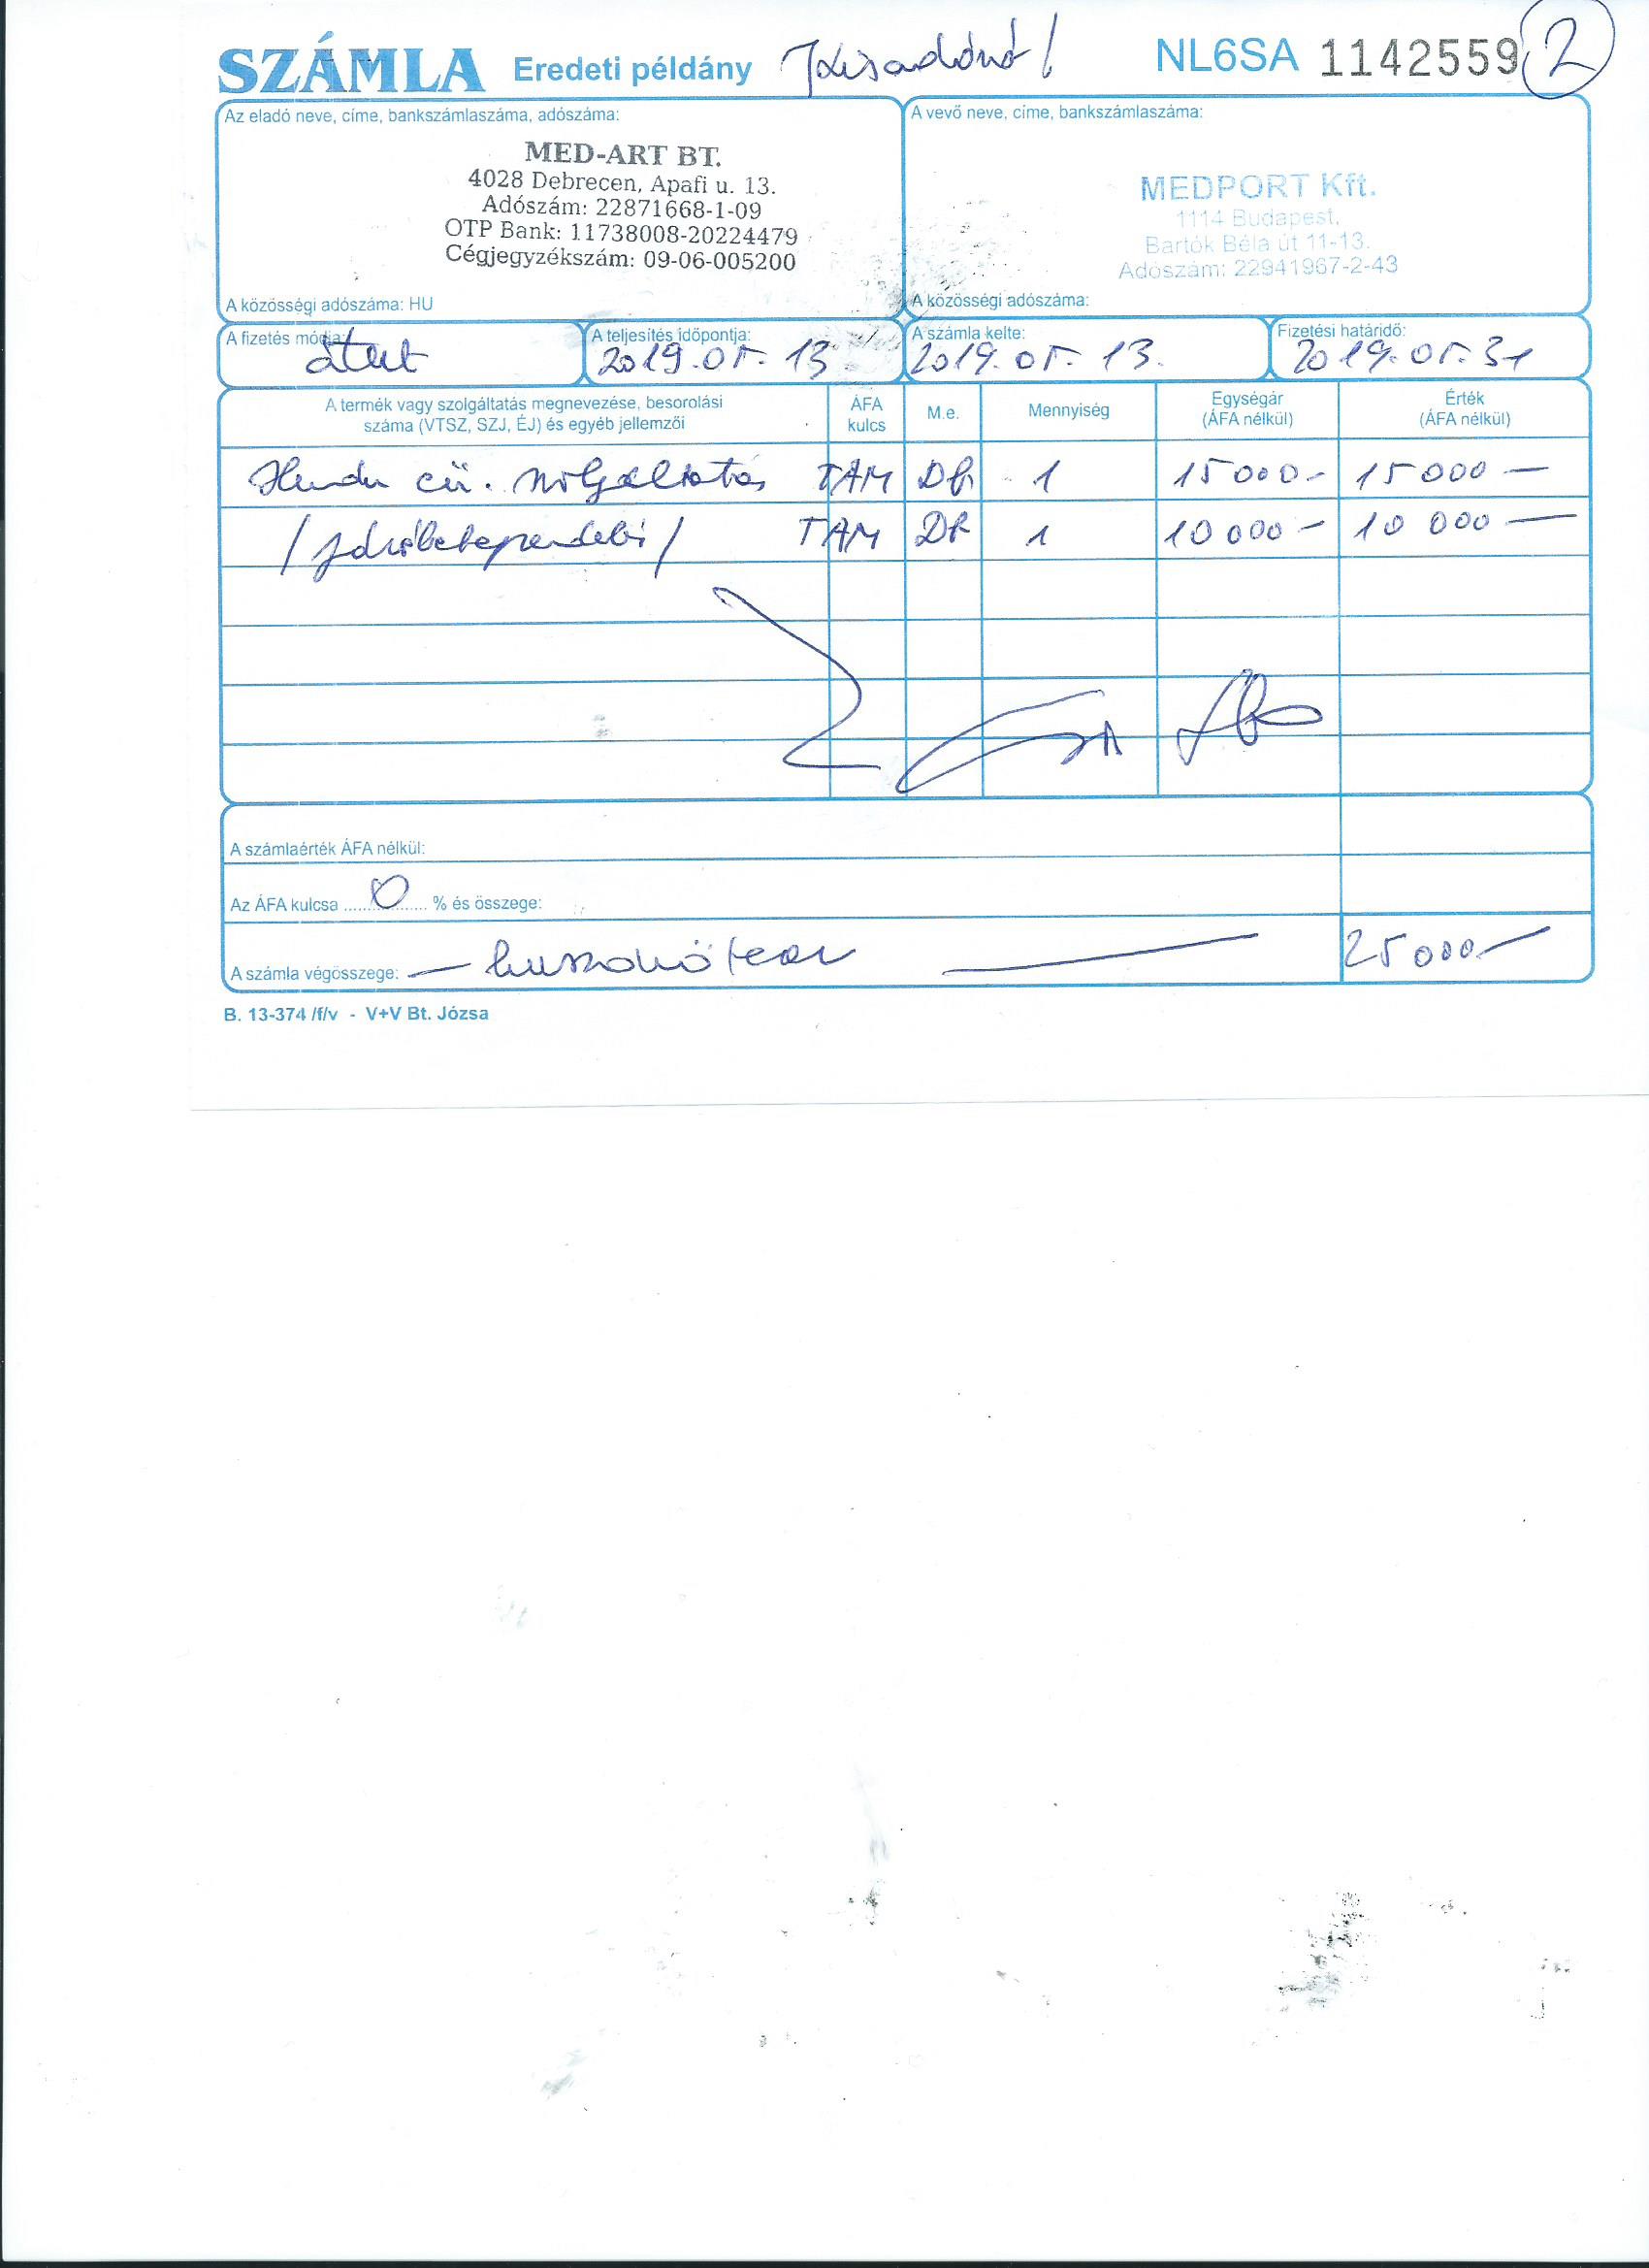 SZÁMLA Eredeti példány /Kisadózó/ NL6SA 1142559 2
Az eladó neve, címe, bankszámlaszáma, adószáma:
MED-ART BT.
4028 Debrecen, Apafi u. 13.
Adószám: 22871668-1-09
OTP Bank: 11738008-20224479
Cégjegyzékszám: 09-06-005200
A közösségi adószáma: HU
A vevő neve, címe, bankszámlaszáma:
MEDPORT Kft.
1114 Budapest,
Bartók Béla út 11-13.
Adószám: 22941967-2-43
A közösségi adószáma:
A fizetés módja: átut
A teljesítés időpontja: 2019.05.13
A számla kelte: 2019.05.13.
Fizetési határidő: 2019.05.31
A termék vagy szolgáltatás megnevezése, besorolási
száma (VTSZ, SZJ, ÉJ) és egyéb jellemzői
ÁFA
kulcs
M.e.
Mennyiség
Egységár
(ÁFA nélkül)
Érték
(ÁFA nélkül)
eü. szolgáltatás TAM Db. 1 15000- 15000 —
TAM Db 1 10000- 10 000 —
A számlaérték ÁFA nélkül:
Az ÁFA kulcsa 0 % és összege:
A számla végösszege: — huszonötezer — 25000-
B. 13-374 /f/v - V+V Bt. Józsa